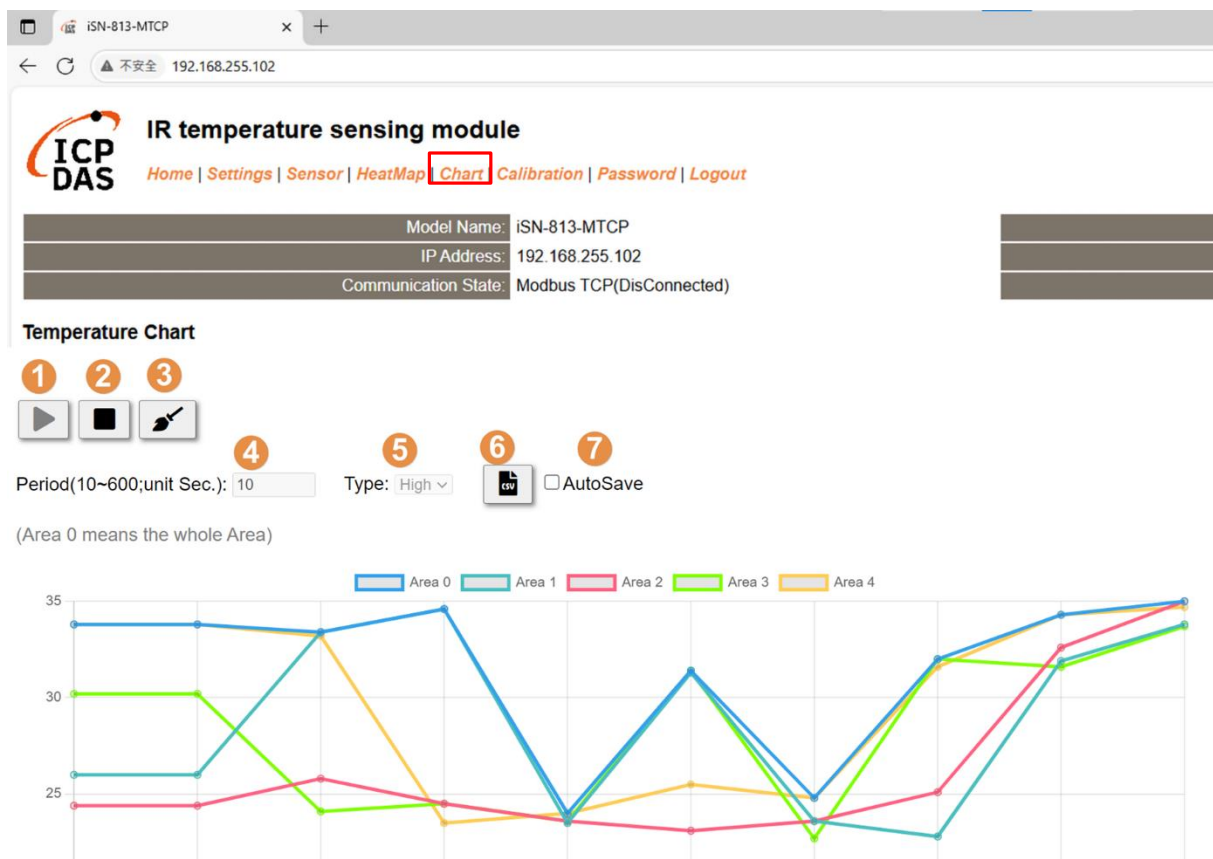 iSN-813-MTCP
不安全 192.168.255.102
ICP
DAS
IR temperature sensing module
Home | Settings | Sensor | HeatMap | Chart | Calibration | Password | Logout
Model Name: iSN-813-MTCP
IP Address: 192.168.255.102
Communication State: Modbus TCP(DisConnected)
Temperature Chart
1 2 3
4 5 6 7
Period(10~600;unit Sec.): 10 Type: High CSV AutoSave
(Area 0 means the whole Area)
Area 0 Area 1 Area 2 Area 3 Area 4
35
30
25